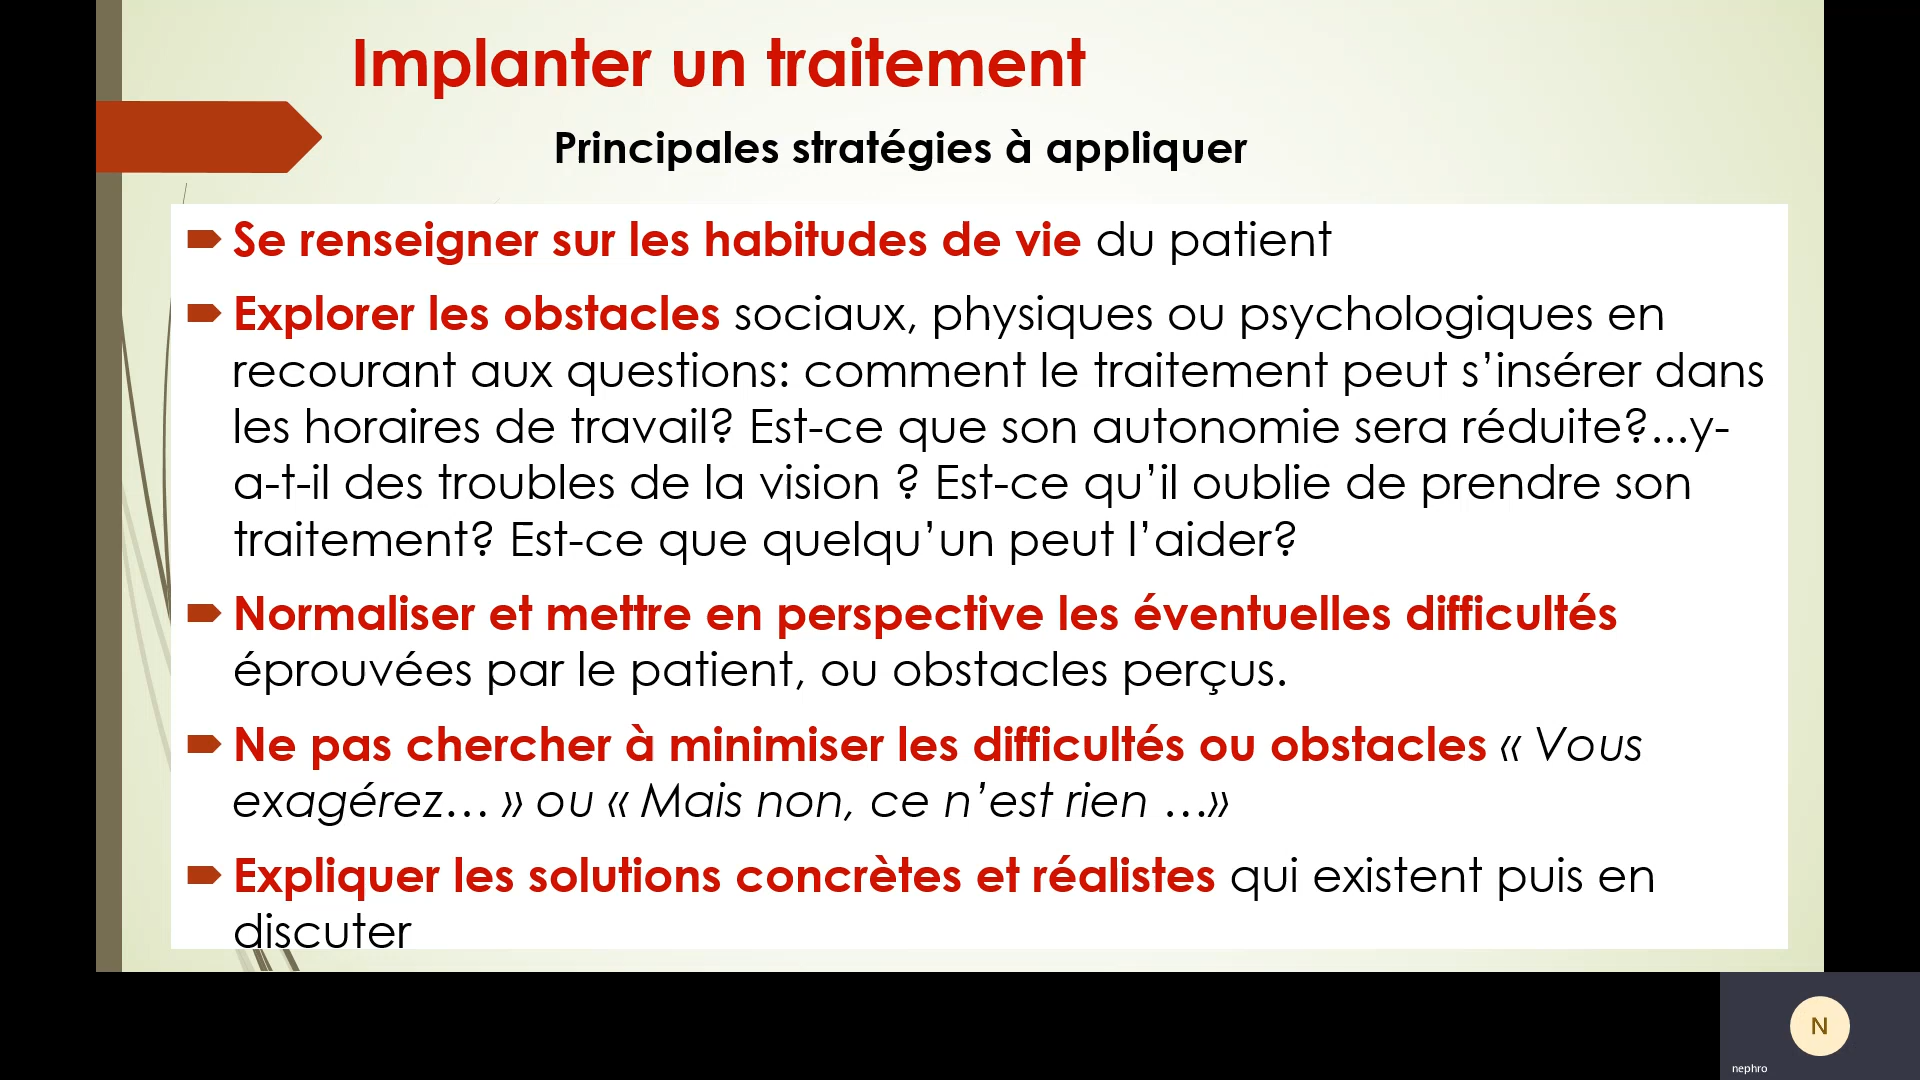 Implanter un traitement
Principales stratégies à appliquer
Se renseigner sur les habitudes de vie du patient
Explorer les obstacles sociaux, physiques ou psychologiques en
recourant aux questions: comment le traitement peut s’insérer dans
les horaires de travail? Est-ce que son autonomie sera réduite?...y-
a-t-il des troubles de la vision ? Est-ce qu’il oublie de prendre son
traitement? Est-ce que quelqu’un peut l’aider?
Normaliser et mettre en perspective les éventuelles difficultés
éprouvées par le patient, ou obstacles perçus.
Ne pas chercher à minimiser les difficultés ou obstacles « Vous
exagérez… » ou « Mais non, ce n’est rien …»
Expliquer les solutions concrètes et réalistes qui existent puis en
discuter
N
nephro